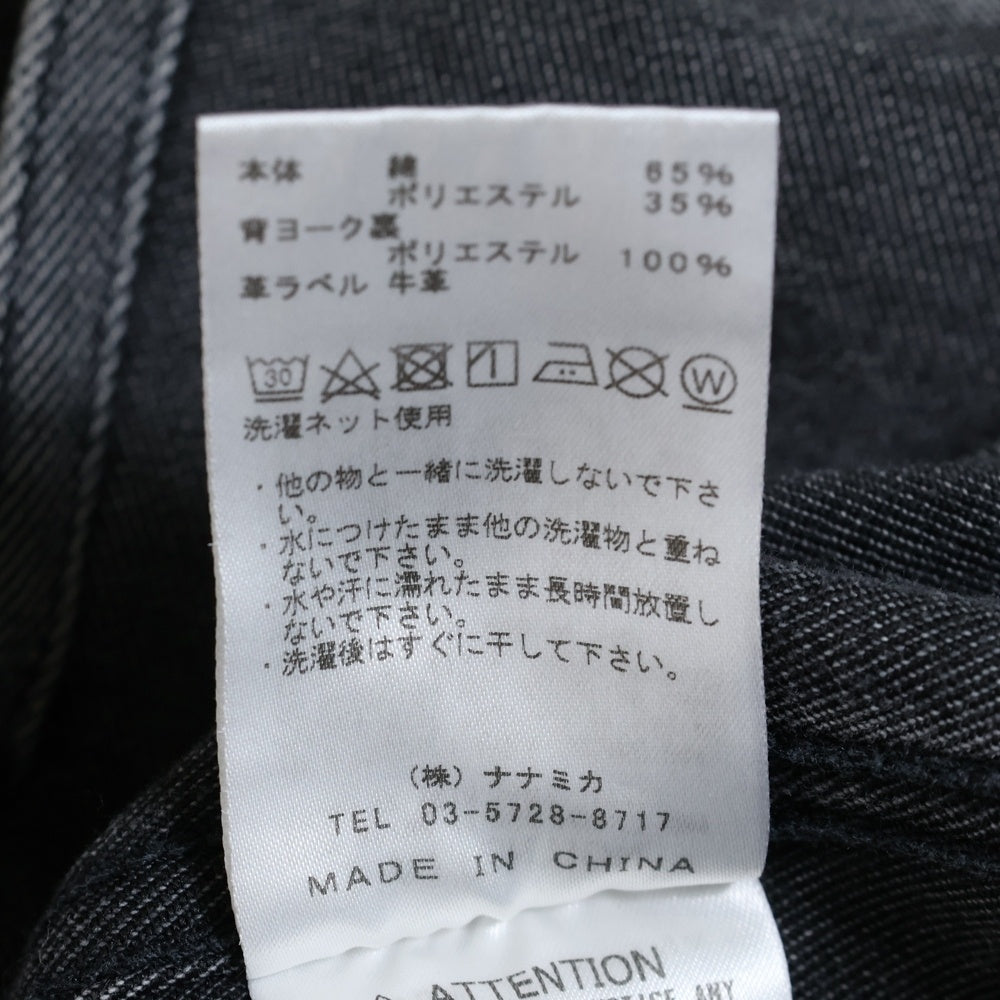 本体 綿 65%
ポリエステル 35%
背ヨーク裏
ポリエステル 100%
革ラベル 牛革
30 W
洗濯ネット使用
・他の物と一緒に洗濯しないで下さ
い。
・水につけたまま他の洗濯物と重ね
ないで下さい。
・水や汗に濡れたまま長時間放置し
ないで下さい。
・洗濯後はすぐに干して下さい。
(株) ナナミカ
TEL 03-5728-8717
MADE IN CHINA
ATTENTION
ANY